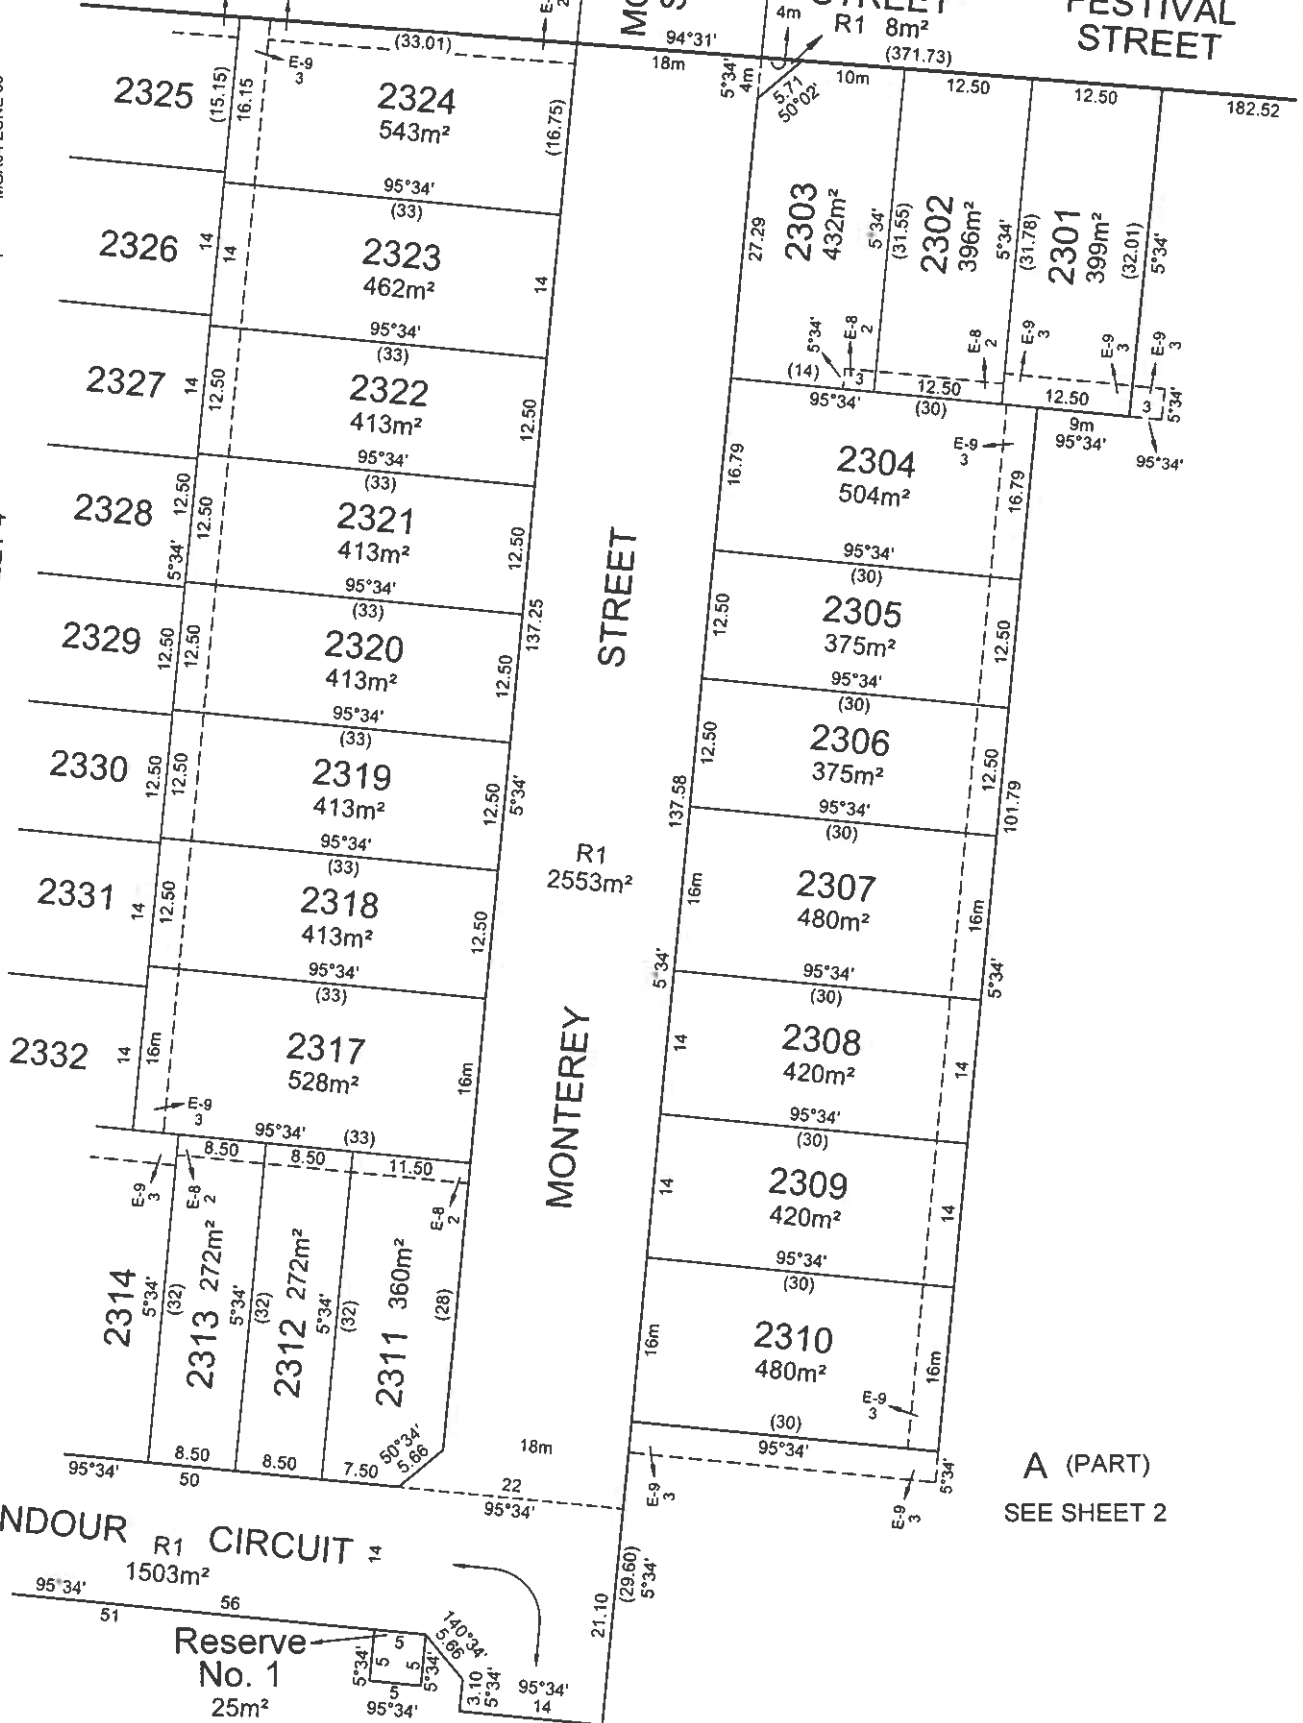 STREET
R1 8m²
FESTIVAL
STREET
4m
94°31'
18m
(371.73)
10m
12.50
12.50
182.52
5°34'
4m
5.71
50°02'
(33.01)
E-9
3
2325
(15.15)
16.15
2324
543m²
(16.75)
95°34'
(33)
2326
14
14
2323
462m²
14
95°34'
(33)
2327
14
12.50
2322
413m²
12.50
95°34'
(33)
2328
12.50
12.50
5°34'
2321
413m²
12.50
95°34'
(33)
137.25
2329
12.50
12.50
2320
413m²
12.50
95°34'
(33)
2330
12.50
12.50
2319
413m²
12.50
5°34'
95°34'
(33)
2331
14
12.50
2318
413m²
12.50
95°34'
(33)
2332
14
16m
2317
528m²
16m
E-9
3
95°34'
(33)
8.50
8.50
11.50
E-9
3
E-8
2
E-8
2
2314
5°34'
(32)
2313 272m²
5°34'
(32)
2312 272m²
5°34'
(32)
2311 360m²
(28)
50°34'
5.66
95°34'
8.50
50
8.50
7.50
18m
22
95°34'
STREET
MONTEREY
R1
2553m²
27.29
2303
432m²
5°34'
(31.55)
2302
396m²
5°34'
(31.78)
2301
399m²
(32.01)
5°34'
5°34'
E-8
2
E-8
2
E-9
3
E-9
3
E-9
3
(14)
3
12.50
12.50
3
5°34'
95°34'
(30)
9m
95°34'
95°34'
E-9
3
16.79
2304
504m²
16.79
95°34'
(30)
12.50
2305
375m²
12.50
95°34'
(30)
12.50
2306
375m²
12.50
137.58
101.79
95°34'
(30)
16m
2307
480m²
16m
5°34'
5°34'
95°34'
(30)
14
2308
420m²
14
95°34'
(30)
14
2309
420m²
14
95°34'
(30)
16m
2310
480m²
16m
E-9
3
(30)
95°34'
5°34'
E-9
3
E-9
3
A (PART)
SEE SHEET 2
NDOUR CIRCUIT
R1
1503m²
14
(29.60)
5°34'
21.10
95°34'
51
56
Reserve
No. 1
25m²
5
5
5
5
5°34'
5°34'
95°34'
140°34'
5.66
3.10
5°34'
95°34'
14